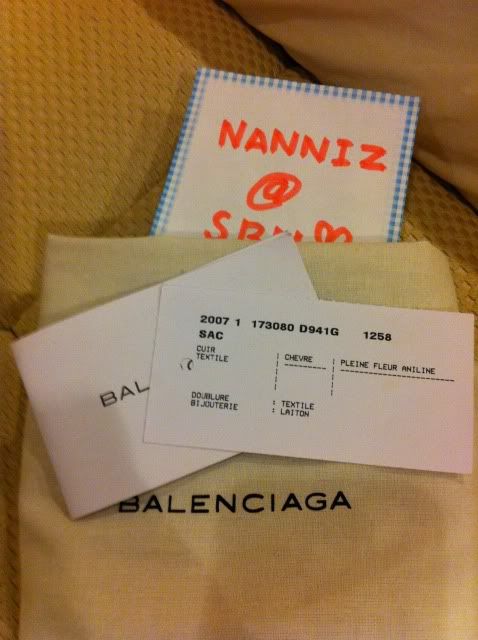 NANNIZ
@
SBU♡
2007 1 173080 D941G 1258
SAC
CUIR CHEVRE PLEINE FLEUR ANILINE
TEXTILE
DOUBLURE : TEXTILE
BIJOUTERIE : LAITON
BAL
BALENCIAGA